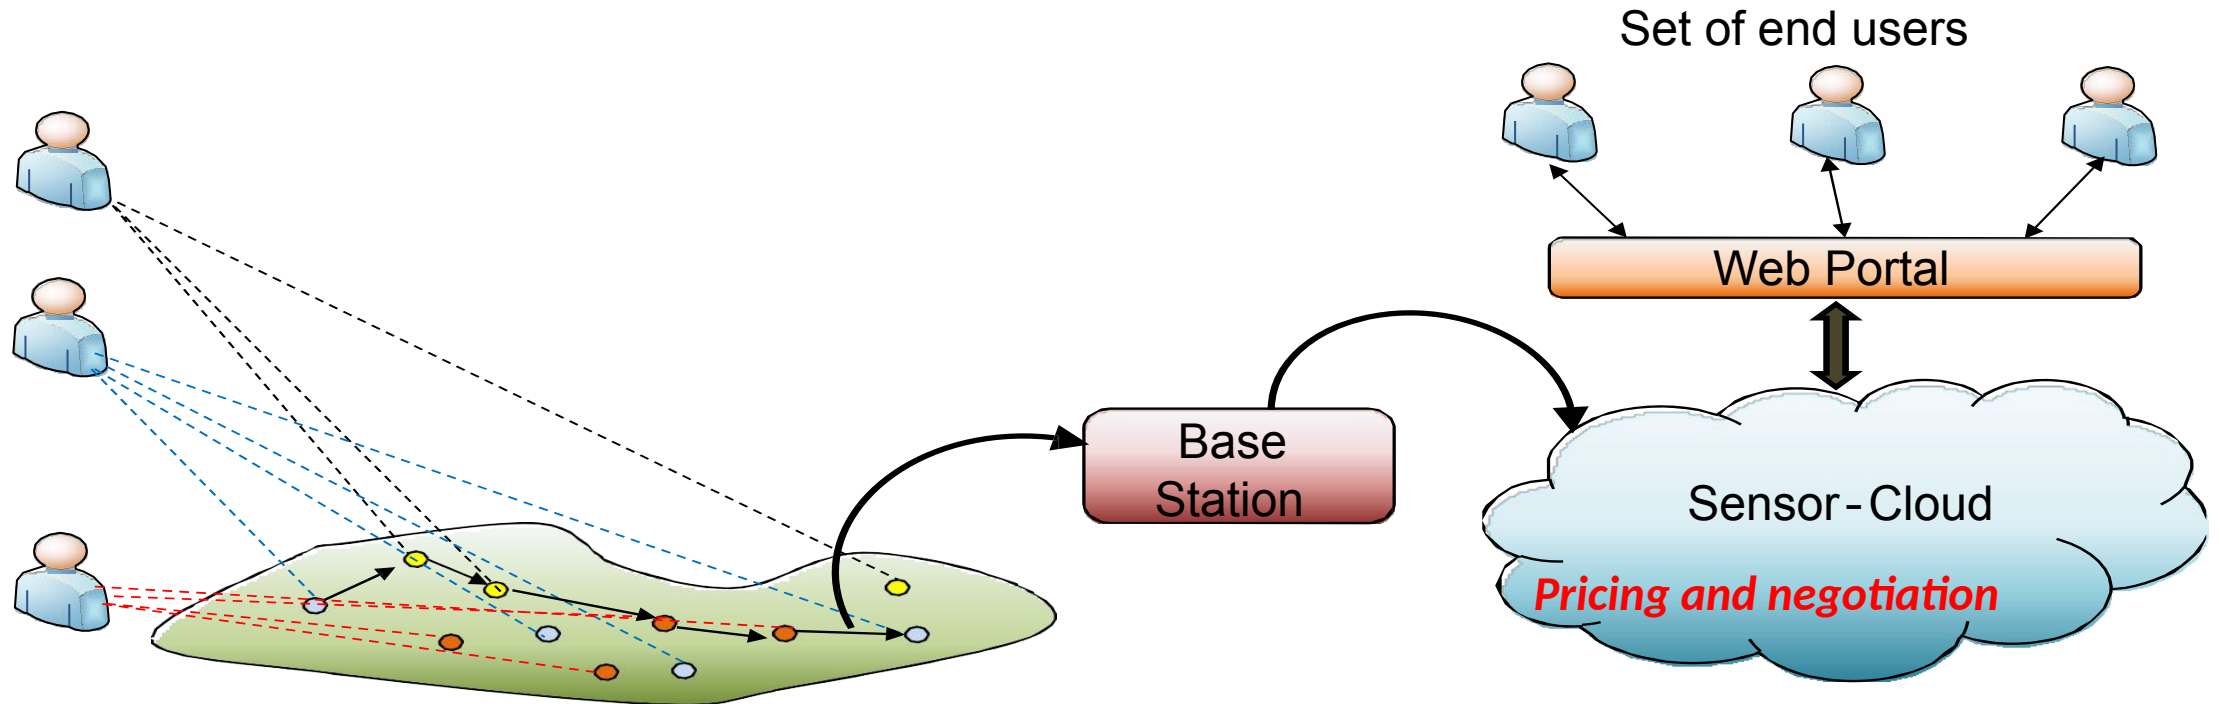 Set of end users
Web Portal
Base
Station
Sensor-Cloud
Pricing and negotiation